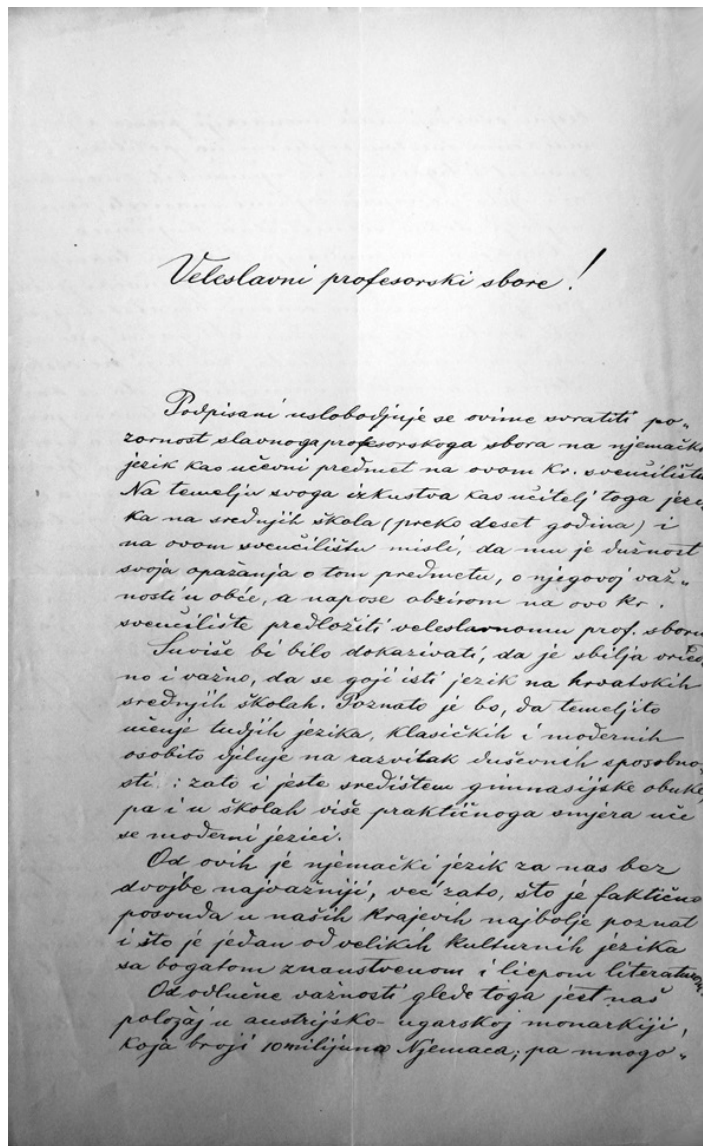 Veleslavni profesorski sbore!
Podpisani uslobodjuje se ovime svratiti po„
zornost slavnoga profesorskoga sbora na njemački
jezik kao učevni predmet na ovom kr. sveučilištu.
Na temelju svoga izkustva kao učitelj toga jezi„
ka na srednjih škola (preko deset godina) i
na ovom sveučilištu misli, da mu je dužnost
svoja opažanja o tom predmetu, o njegovoj važ„
nosti u obće, a napose obzirom na ovo kr.
sveučilište predložiti veleslavnomu prof. sboru.
Suviše bi bilo dokazivati, da je sbilja vried„
no i važno, da se goji isti jezik na hrvatskih
srednjih školah. Poznato je bo, da temeljito
učenje tudjih jezika, klasičkih i modernih
osobito djeluje na razvitak duševnih sposobno„
sti: zato i jeste središtem gimnasijske obuke,
pa i u školah više praktičnoga smjera uče
se moderni jezici.
Od ovih je njemački jezik za nas bez
dvojbe najvažniji, već zato, što je faktično
posvuda u naših krajevih najbolje poznat
i što je jedan od velikih kulturnih jezika
sa bogatom znanstvenom i liepom literaturom.
Od odlučne važnosti glede toga jest naš
položaj u austrijsko-ugarskoj monarkiji,
koja broji 10 milijuna Njemaca; pa mnogo„